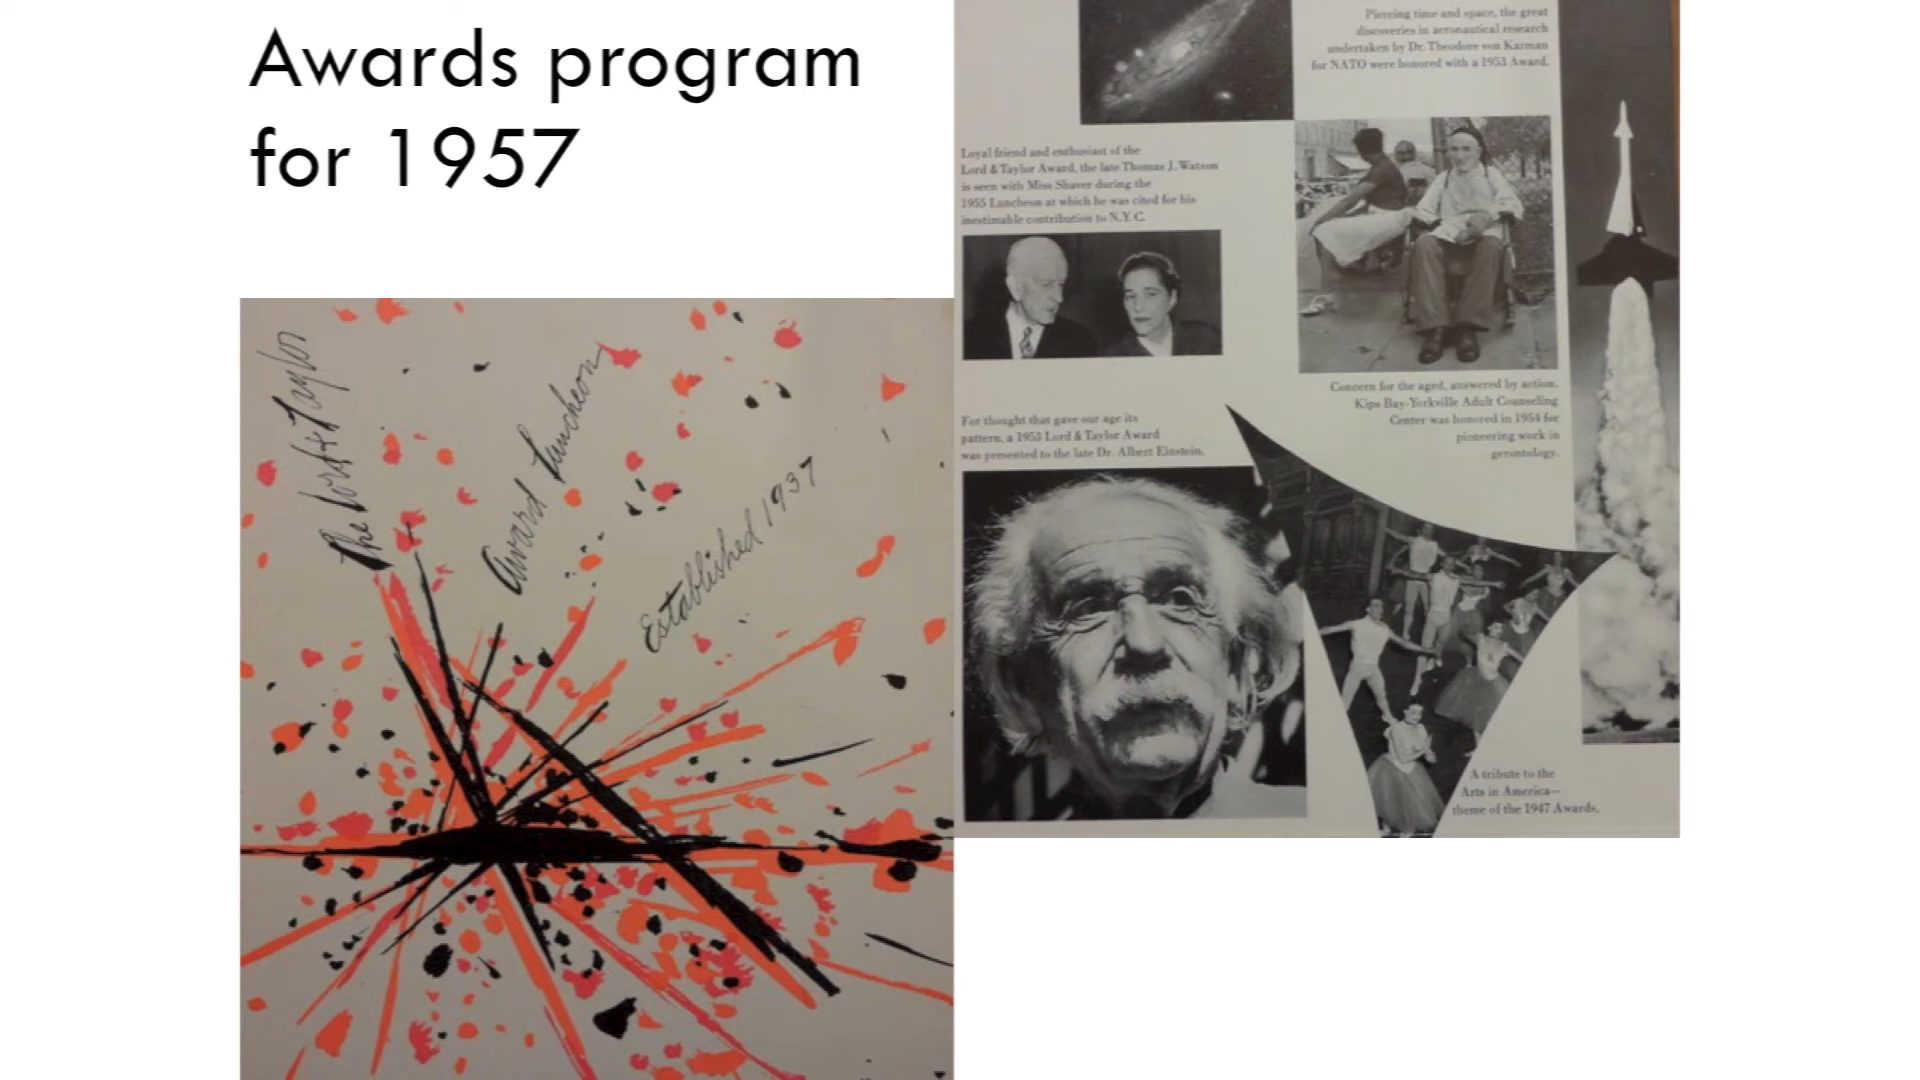 Awards program
for 1957
The Lord & Taylor
Award Luncheon
Established 1937
Piercing time and space, the great
discoveries in aeronautical research
undertaken by Dr. Theodore von Karman
for NATO were honored with a 1953 Award.
Loyal friend and enthusiast of the
Lord & Taylor Award, the late Thomas J. Watson
is seen with Miss Shaver during the
1955 Luncheon at which he was cited for his
inestimable contribution to N.Y.C.
Concern for the aged, answered by action.
Kips Bay-Yorkville Adult Counseling
Center was honored in 1954 for
pioneering work in
gerontology.
For thought that gave our age its
pattern, a 1953 Lord & Taylor Award
was presented to the late Dr. Albert Einstein.
A tribute to the
Arts in America—
theme of the 1947 Awards.